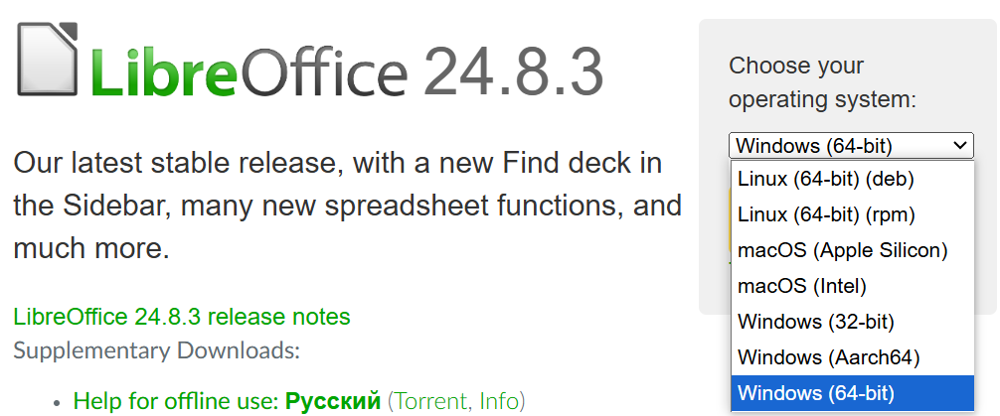 LibreOffice 24.8.3
Our latest stable release, with a new Find deck in
the Sidebar, many new spreadsheet functions, and
much more.
LibreOffice 24.8.3 release notes
Supplementary Downloads:
• Help for offline use: Русский (Torrent, Info)
Choose your
operating system:
Windows (64-bit)
Linux (64-bit) (deb)
Linux (64-bit) (rpm)
macOS (Apple Silicon)
macOS (Intel)
Windows (32-bit)
Windows (Aarch64)
Windows (64-bit)